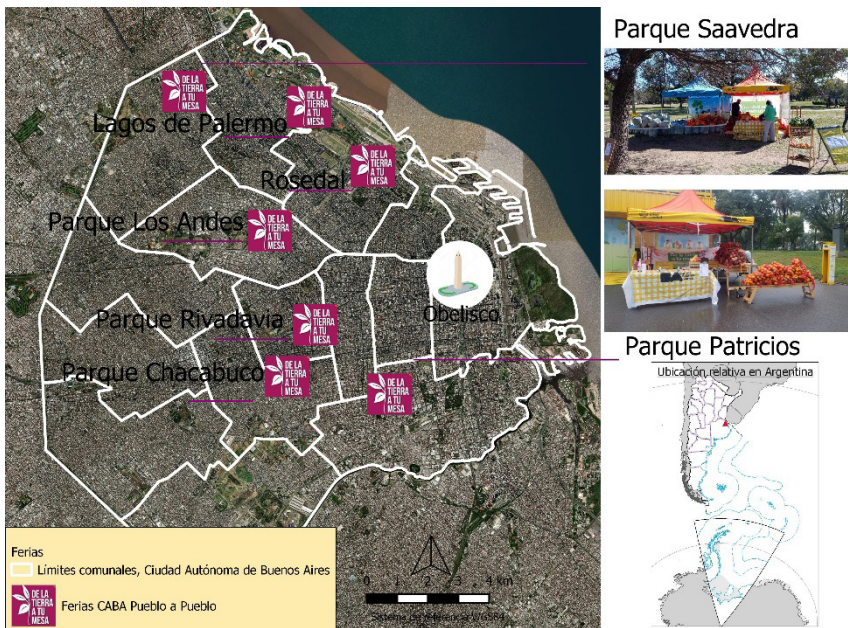 Parque Saavedra
DE LA
TIERRA
A TU
MESA
DE LA
TIERRA
A TU
MESA
Lagos de Palermo
DE LA
TIERRA
A TU
MESA
Rosedal
Parque Los Andes
DE LA
TIERRA
A TU
MESA
Obelisco
Parque Rivadavia
DE LA
TIERRA
A TU
MESA
Parque Patricios
Parque Chacabuco
DE LA
TIERRA
A TU
MESA
DE LA
TIERRA
A TU
MESA
Ubicación relativa en Argentina
Ferias
Límites comunales, Ciudad Autónoma de Buenos Aires
DE LA
TIERRA
A TU
MESA
Ferias CABA Pueblo a Pueblo
0 1 2 3 4 km
Sistema de referencia WGS84